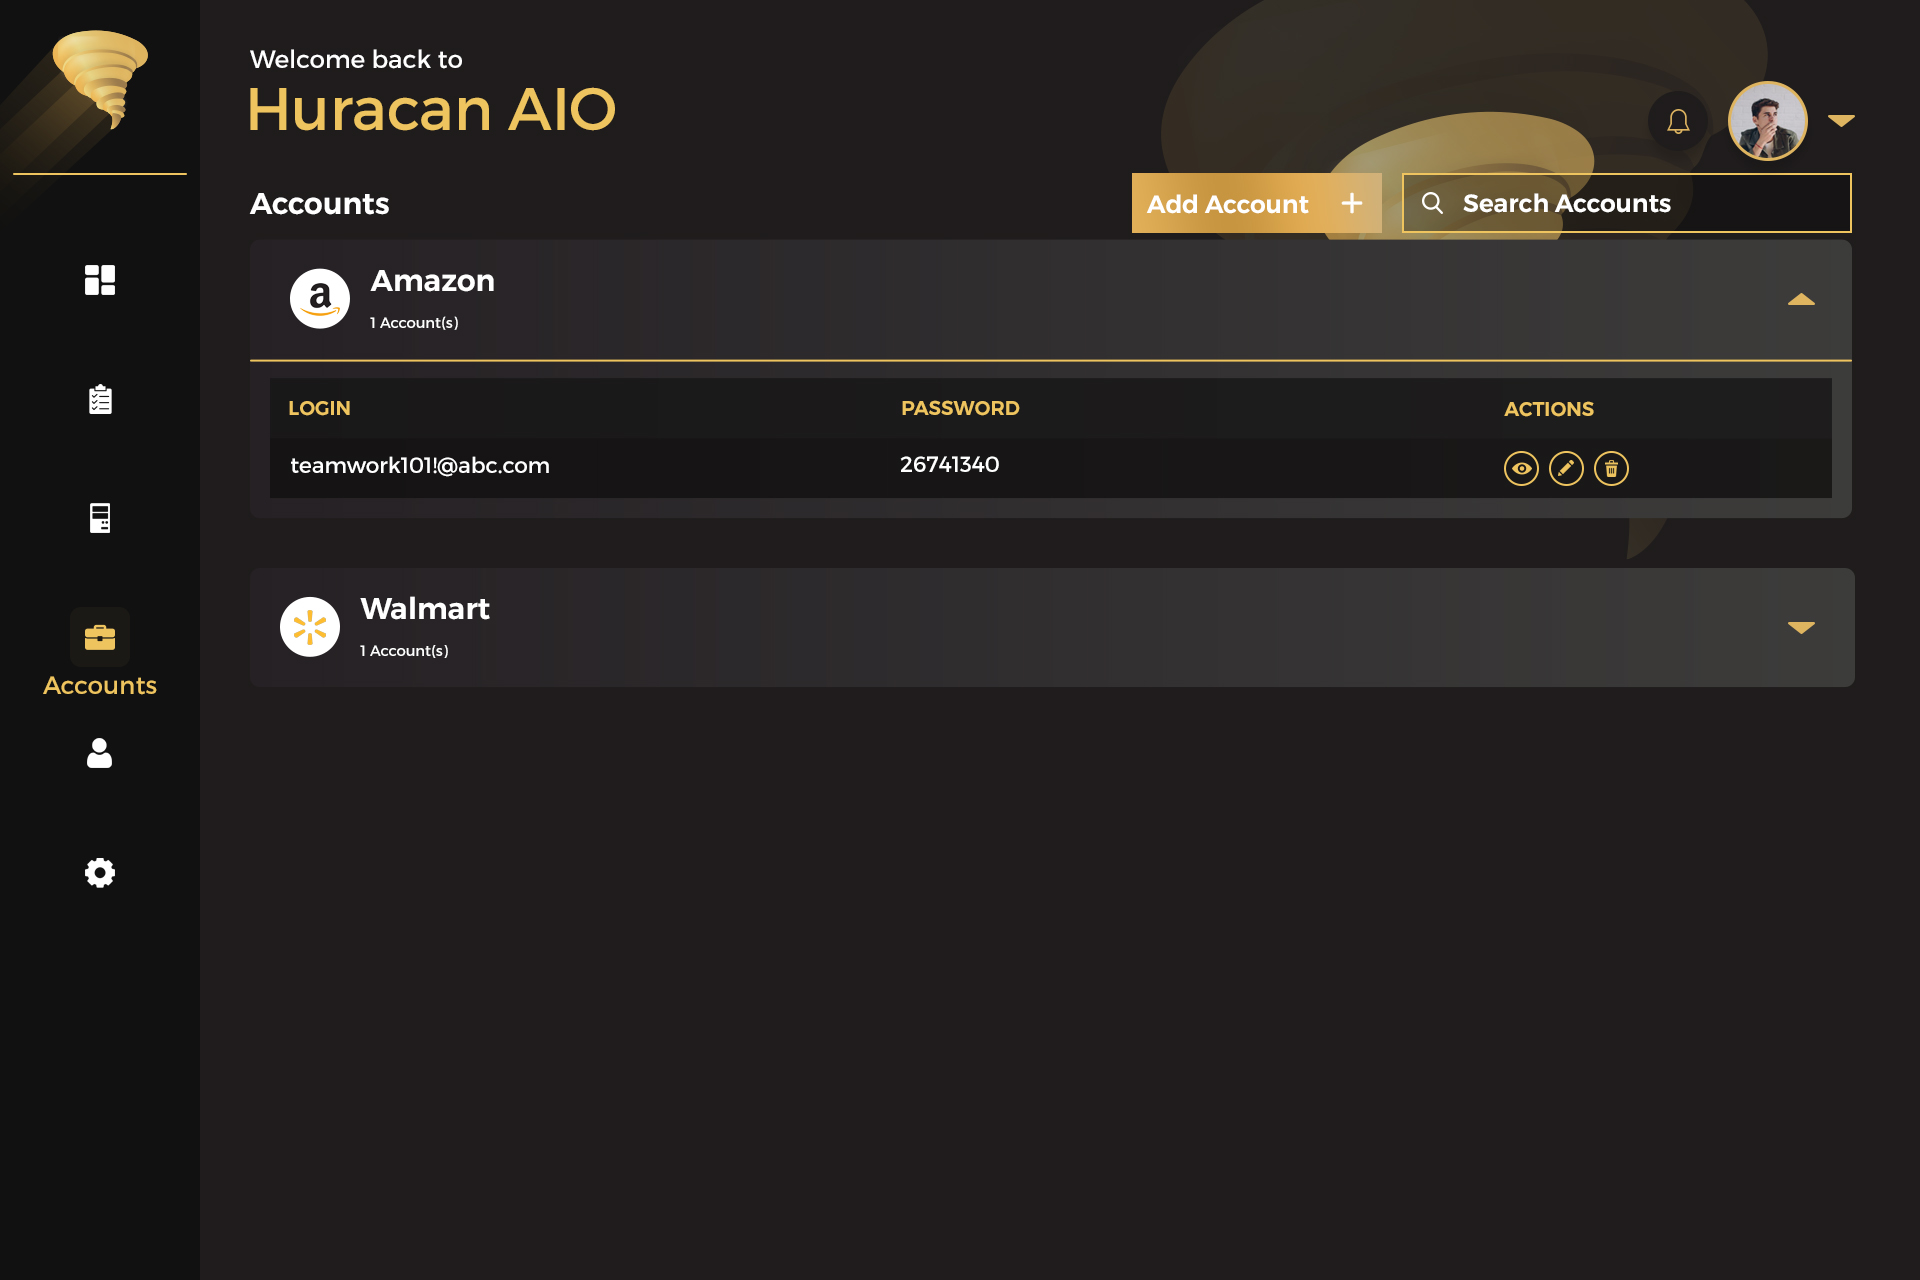 Welcome back to
Huracan AIO
Accounts
Add Account +
Search Accounts
Amazon
1 Account(s)
LOGIN PASSWORD ACTIONS
teamwork101!@abc.com 26741340
Walmart
1 Account(s)
Accounts